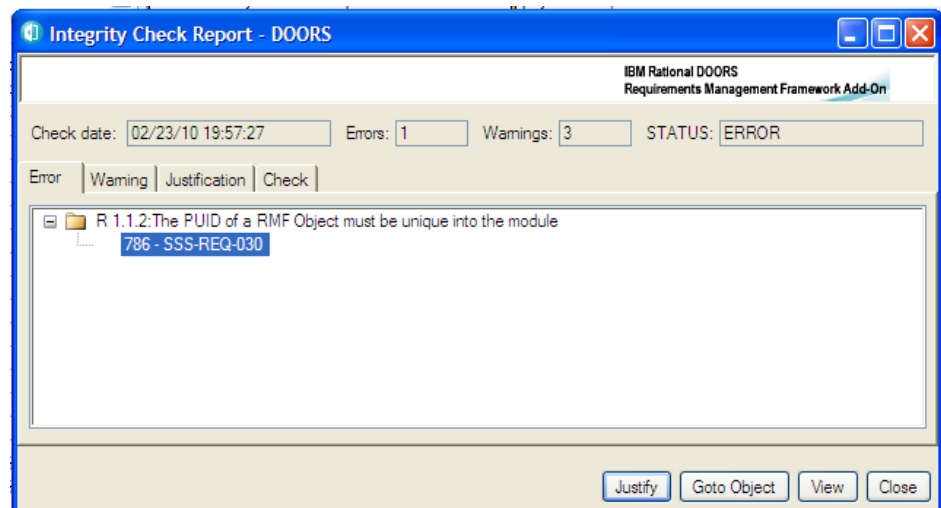 Integrity Check Report - DOORS
IBM Rational DOORS
Requirements Management Framework Add-On
Check date: 02/23/10 19:57:27 Errors: 1 Warnings: 3 STATUS: ERROR
Error Warning Justification Check
R 1.1.2:The PUID of a RMF Object must be unique into the module
786 - SSS-REQ-030
Justify Goto Object View Close